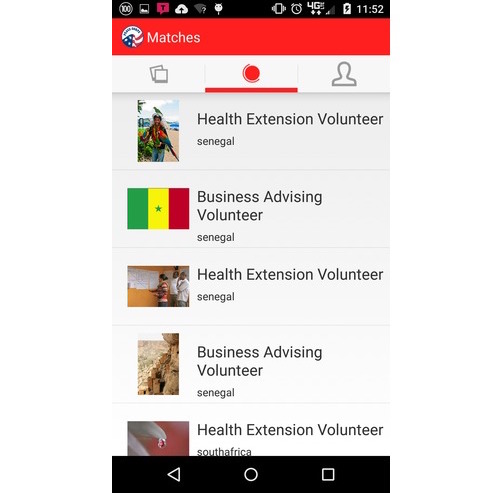 100
4G
11:52
Matches
Health Extension Volunteer
senegal
Business Advising
Volunteer
senegal
Health Extension Volunteer
senegal
Business Advising
Volunteer
senegal
Health Extension Volunteer
southafrica